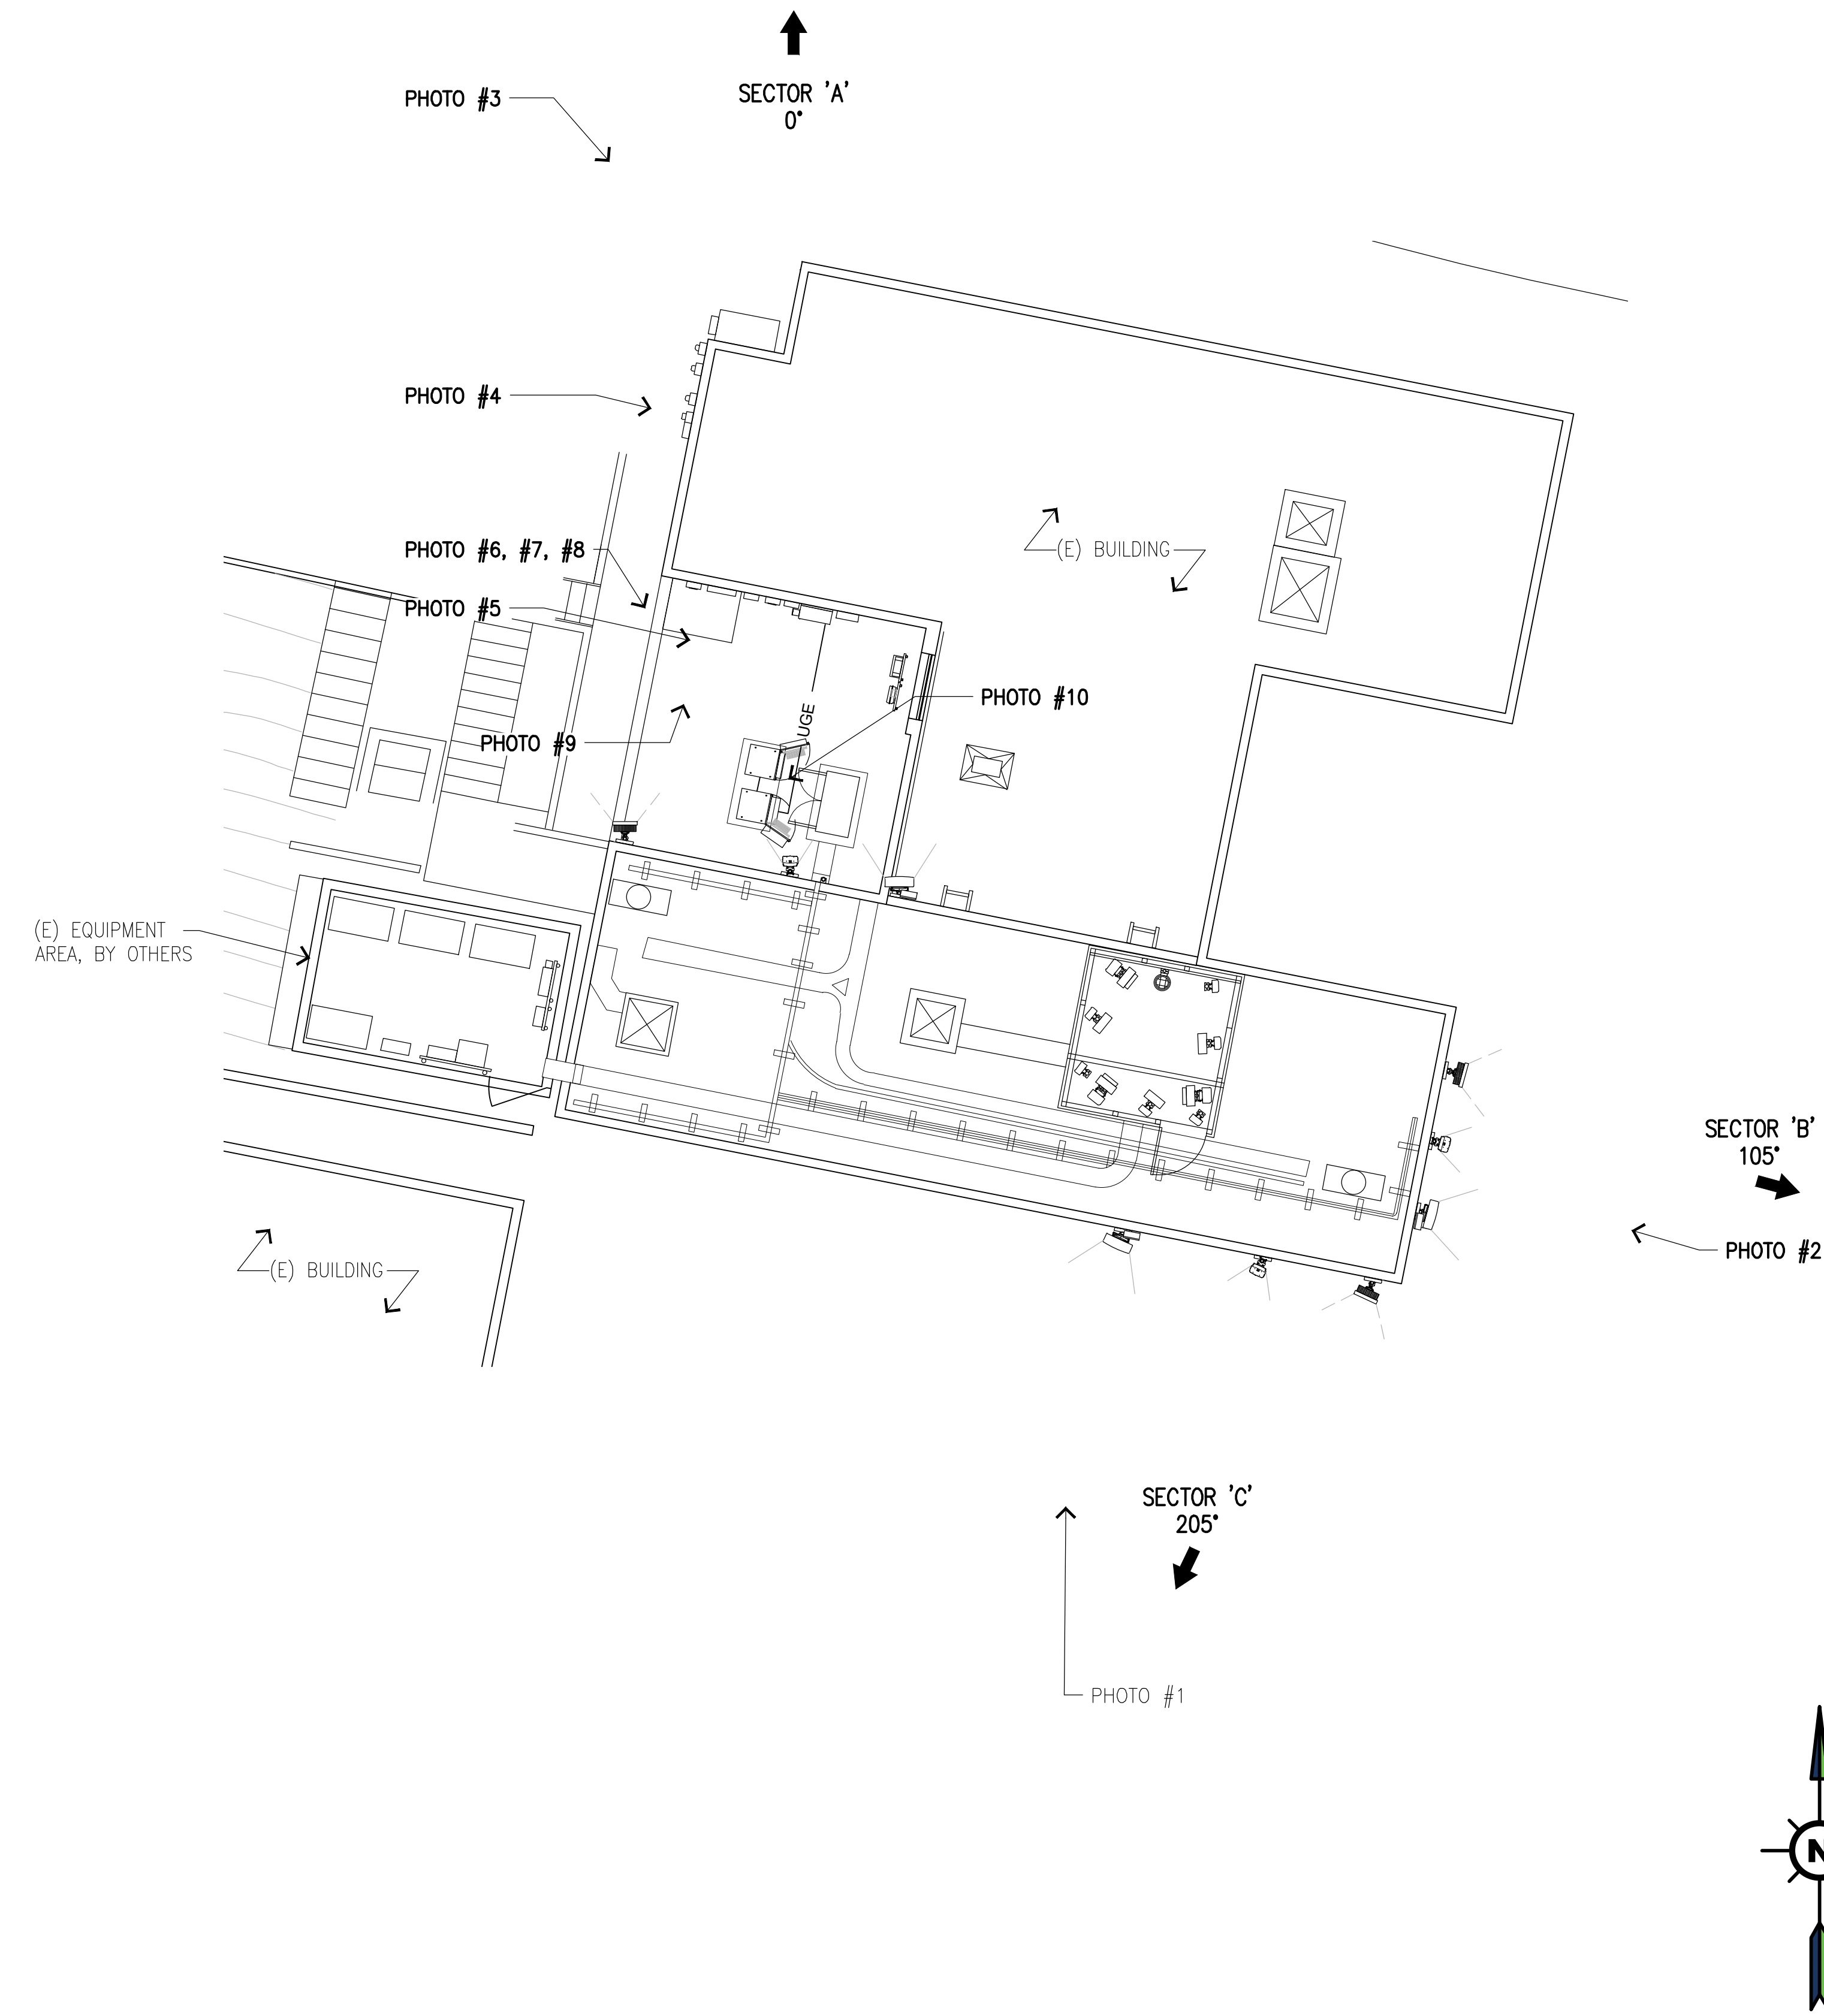 SECTOR 'A'
0°
PHOTO #3
PHOTO #4
PHOTO #6, #7, #8
(E) BUILDING
PHOTO #5
PHOTO #10
UGE
PHOTO #9
(E) EQUIPMENT
AREA, BY OTHERS
SECTOR 'B'
105°
PHOTO #2
(E) BUILDING
SECTOR 'C'
205°
PHOTO #1
N